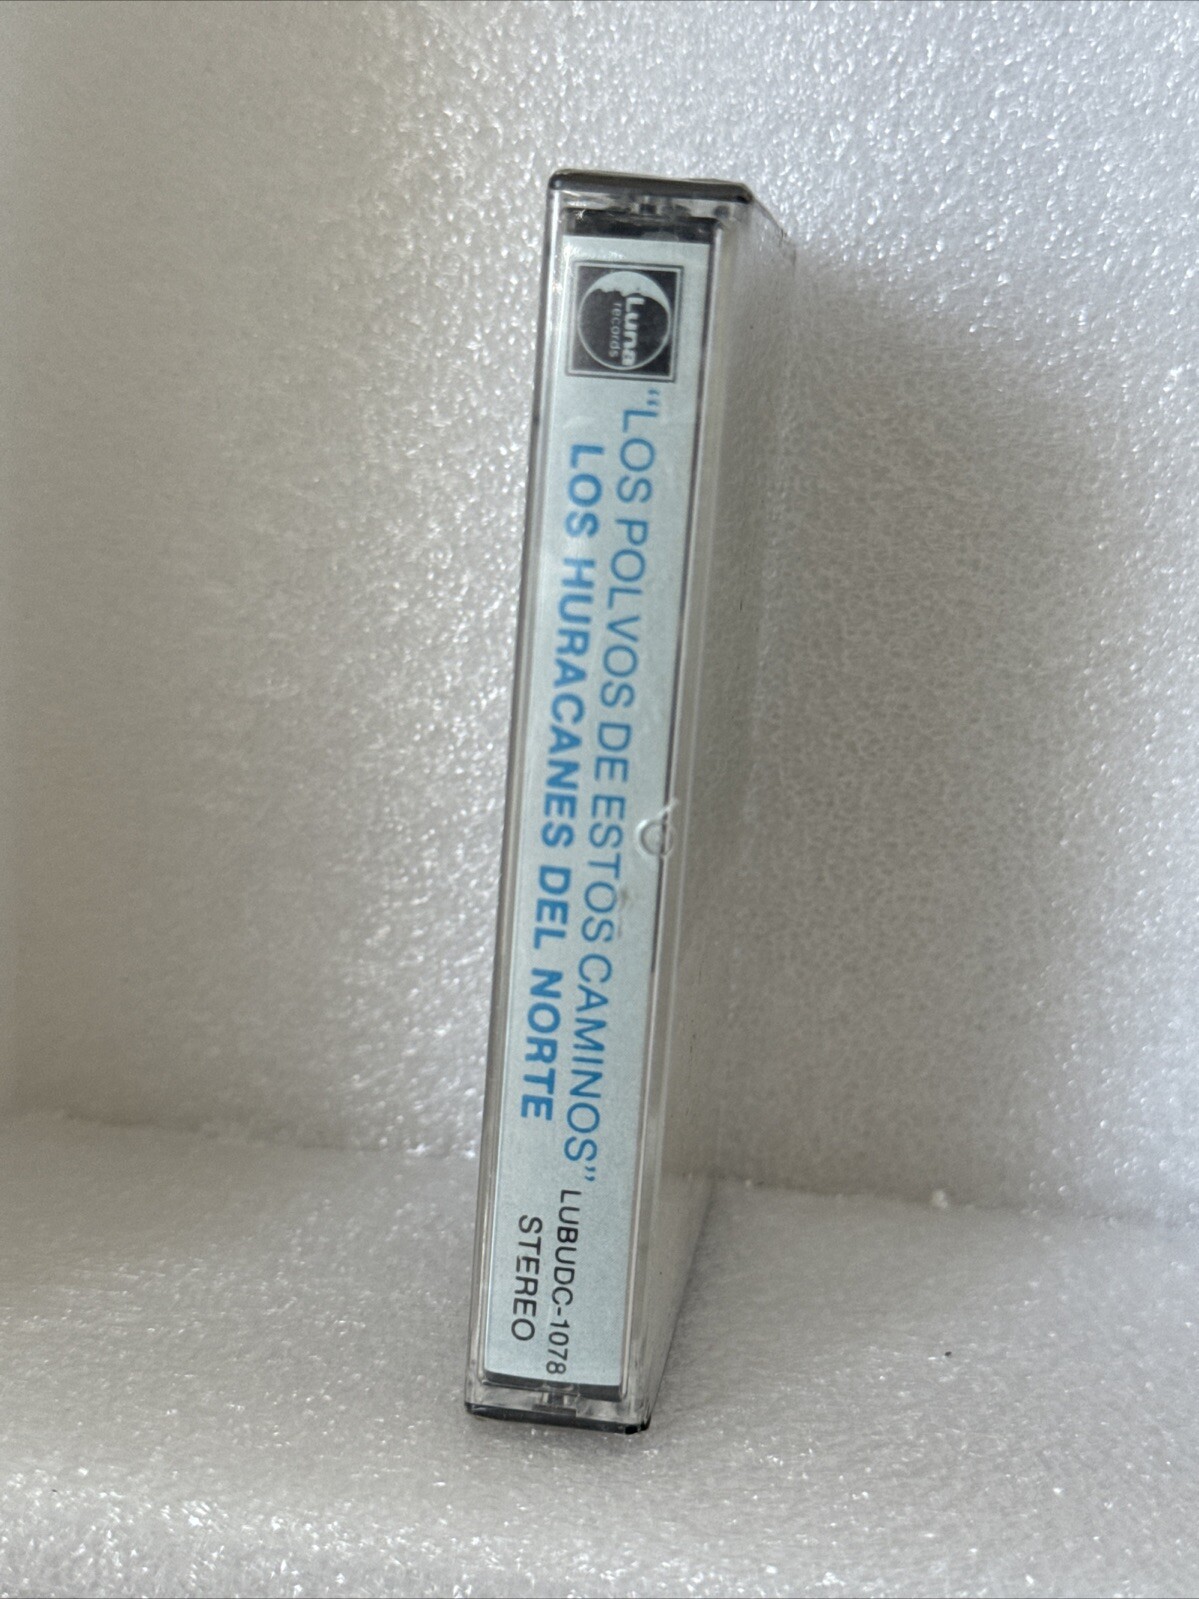 Luna
records
"LOS POLVOS DE ESTOS CAMINOS"
LOS HURACANES DEL NORTE
LUBUDC-1078
STEREO